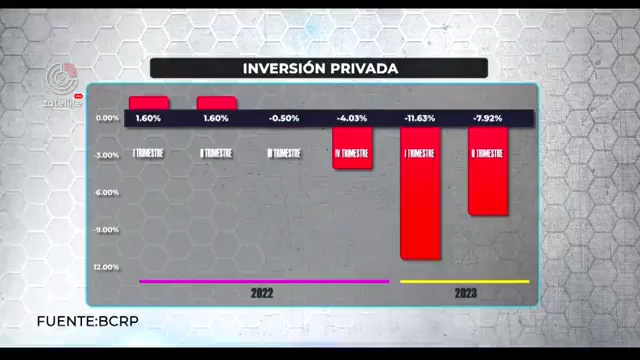 INVERSIÓN PRIVADA
zatellite
0.00% 1.60% 1.60% -0.50% -4.03% -11.63% -7.92%
-3.00% I TRIMESTRE II TRIMESTRE III TRIMESTRE IV TRIMESTRE I TRIMESTRE II TRIMESTRE
-6.00%
-9.00%
12.00%
2022 2023
FUENTE:BCRP